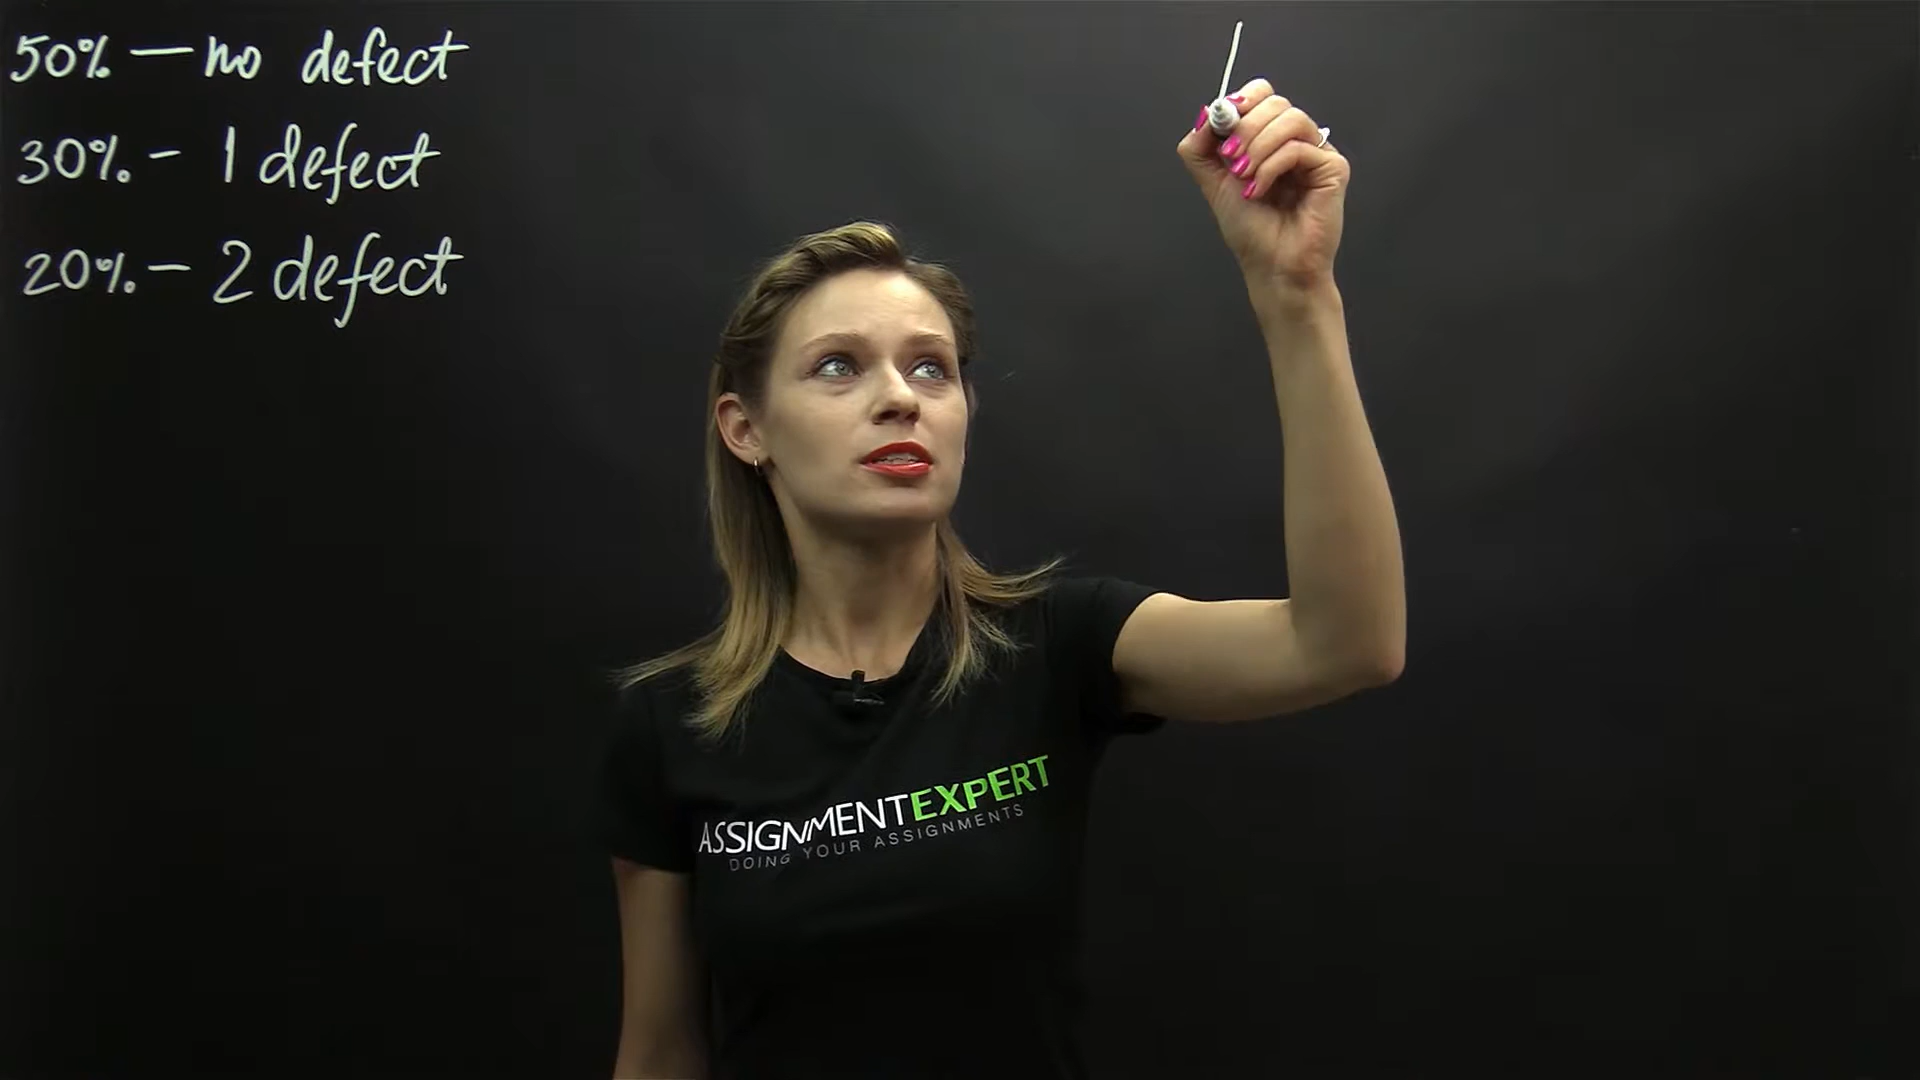 50% — no defect
30% - 1 defect
20% - 2 defect
ASSIGNMENTEXPERT
DOING YOUR ASSIGNMENTS